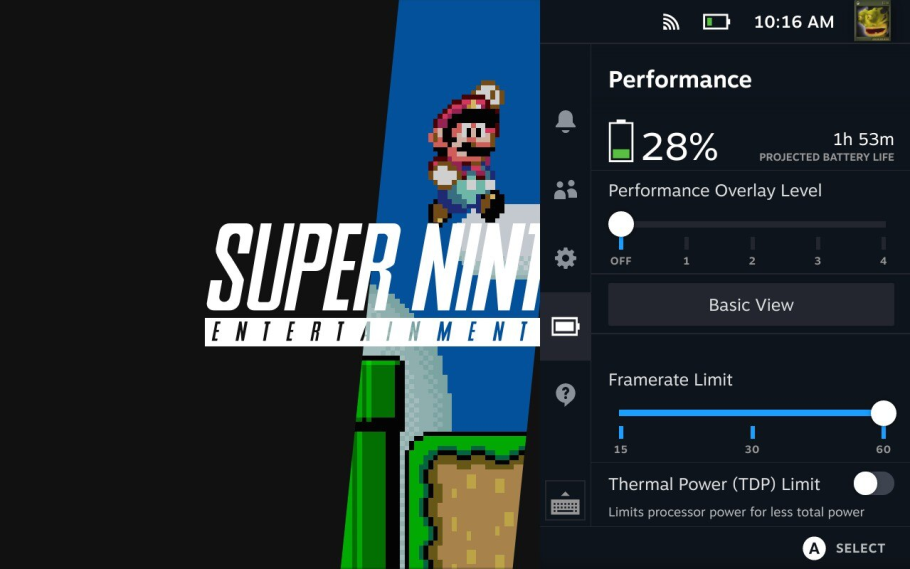 10:16 AM
SUPER NINT
ENTERTAINMENT
Performance
28%
1h 53m
PROJECTED BATTERY LIFE
Performance Overlay Level
OFF 1 2 3 4
Basic View
Framerate Limit
15 30 60
Thermal Power (TDP) Limit
Limits processor power for less total power
A SELECT